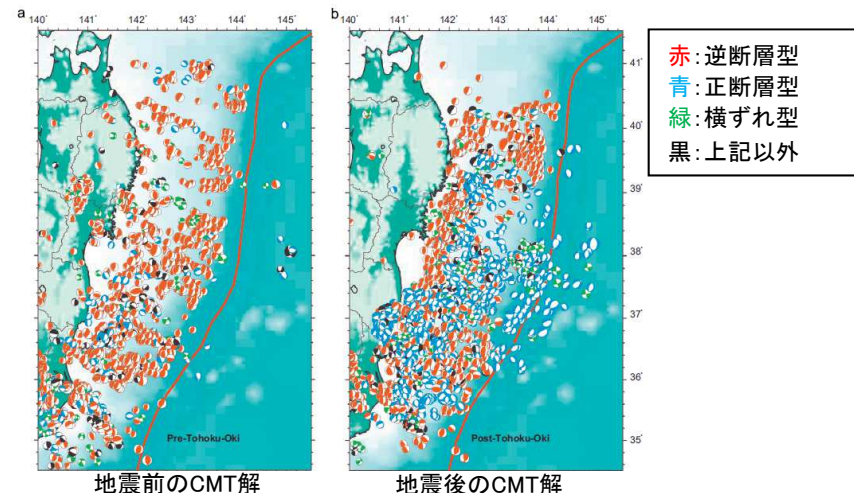 a
140° 141° 142° 143° 144° 145°
Pre-Tohoku-Oki
地震前のCMT解
b
140° 141° 142° 143° 144° 145°
41°
40°
39°
38°
37°
36°
35°
Post-Tohoku-Oki
地震後のCMT解
赤:逆断層型
青:正断層型
緑:横ずれ型
黒:上記以外